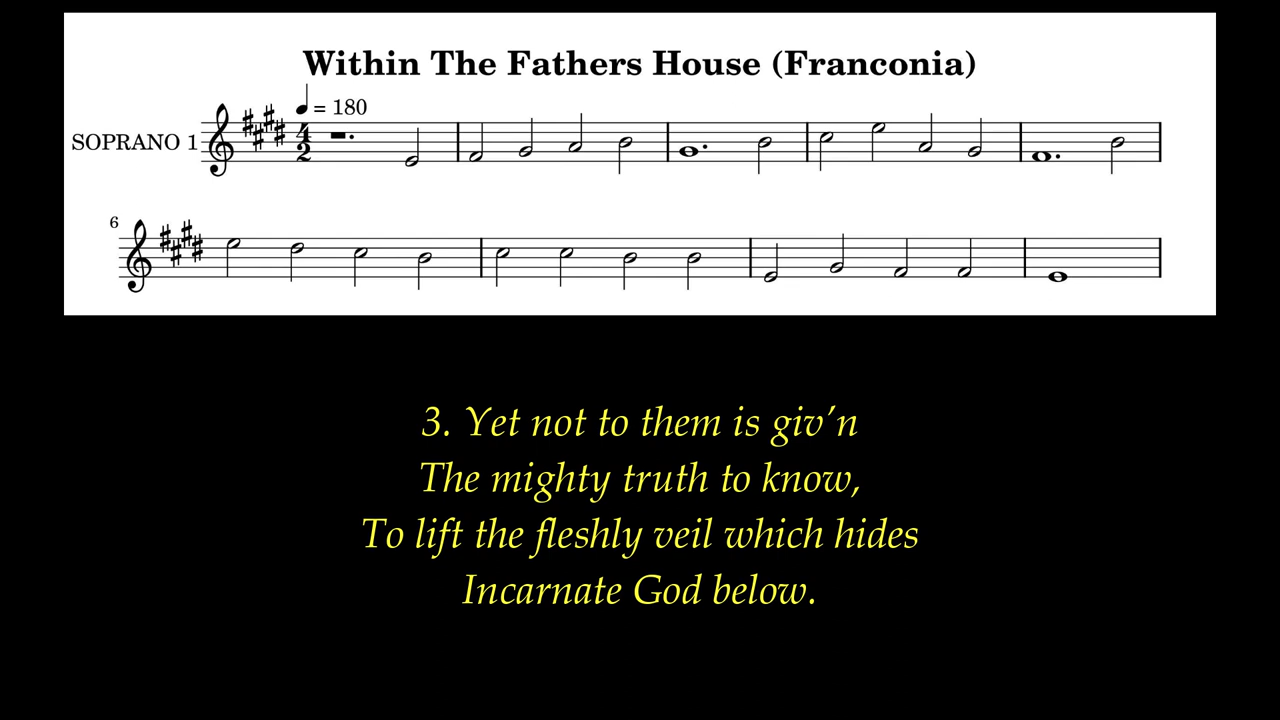 Within The Fathers House (Franconia)
= 180
SOPRANO 1
4
2
6
3. Yet not to them is giv’n
The mighty truth to know,
To lift the fleshly veil which hides
Incarnate God below.